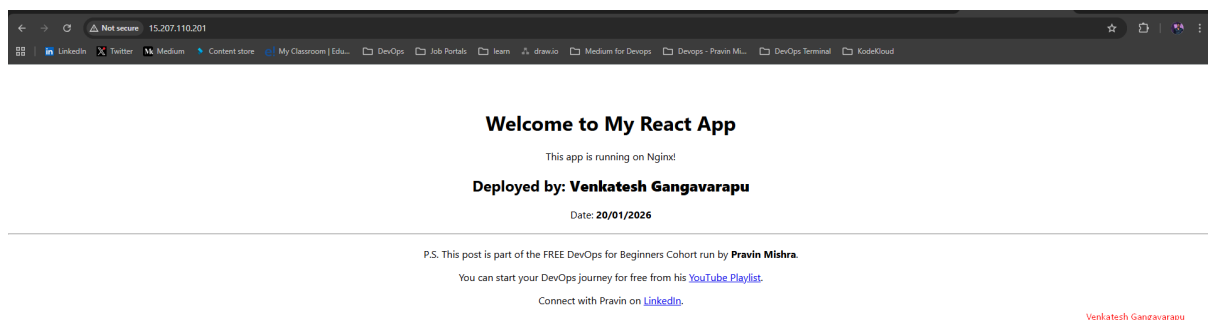 Not secure 15.207.110.201
LinkedIn Twitter Medium Content store My Classroom | Edu... DevOps Job Portals learn draw.io Medium for Devops Devops - Pravin Mi... DevOps Terminal KodeKloud
Welcome to My React App
This app is running on Nginx!
Deployed by: Venkatesh Gangavarapu
Date: 20/01/2026
P.S. This post is part of the FREE DevOps for Beginners Cohort run by Pravin Mishra.
You can start your DevOps journey for free from his YouTube Playlist.
Connect with Pravin on LinkedIn.
Venkatesh Gangavarapu